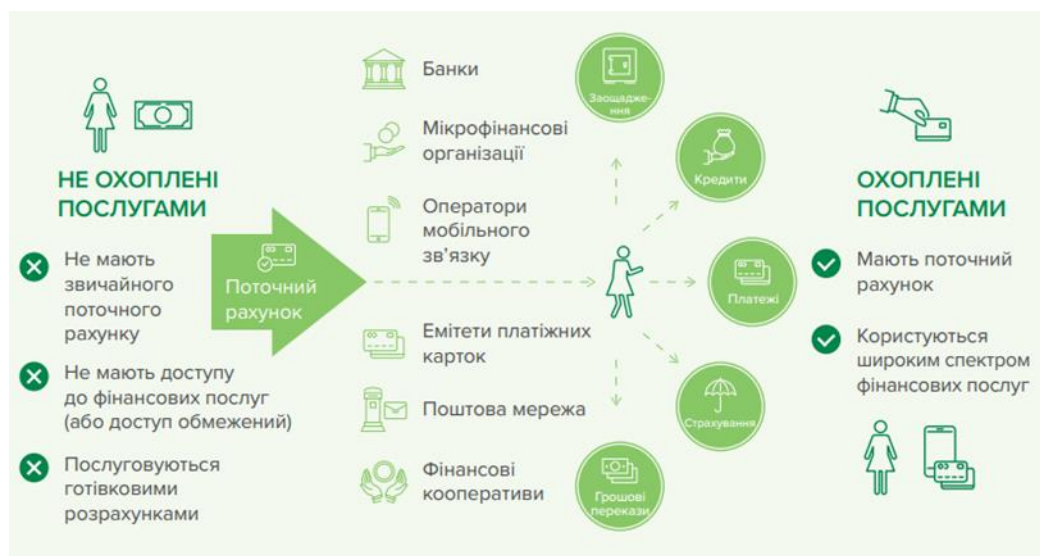 НЕ ОХОПЛЕНІ
ПОСЛУГАМИ
Не мають
звичайного
поточного
рахунку
Не мають доступу
до фінансових послуг
(або доступ обмежений)
Послуговуються
готівковими
розрахунками
Поточний
рахунок
Банки
Мікрофінансові
організації
Оператори
мобільного
зв’язку
Емітети платіжних
карток
Поштова мережа
Фінансові
кооперативи
Заощадже-
ння
Кредити
Платежі
Страхування
Грошові
перекази
ОХОПЛЕНІ
ПОСЛУГАМИ
Мають поточний
рахунок
Користуються
широким спектром
фінансових послуг